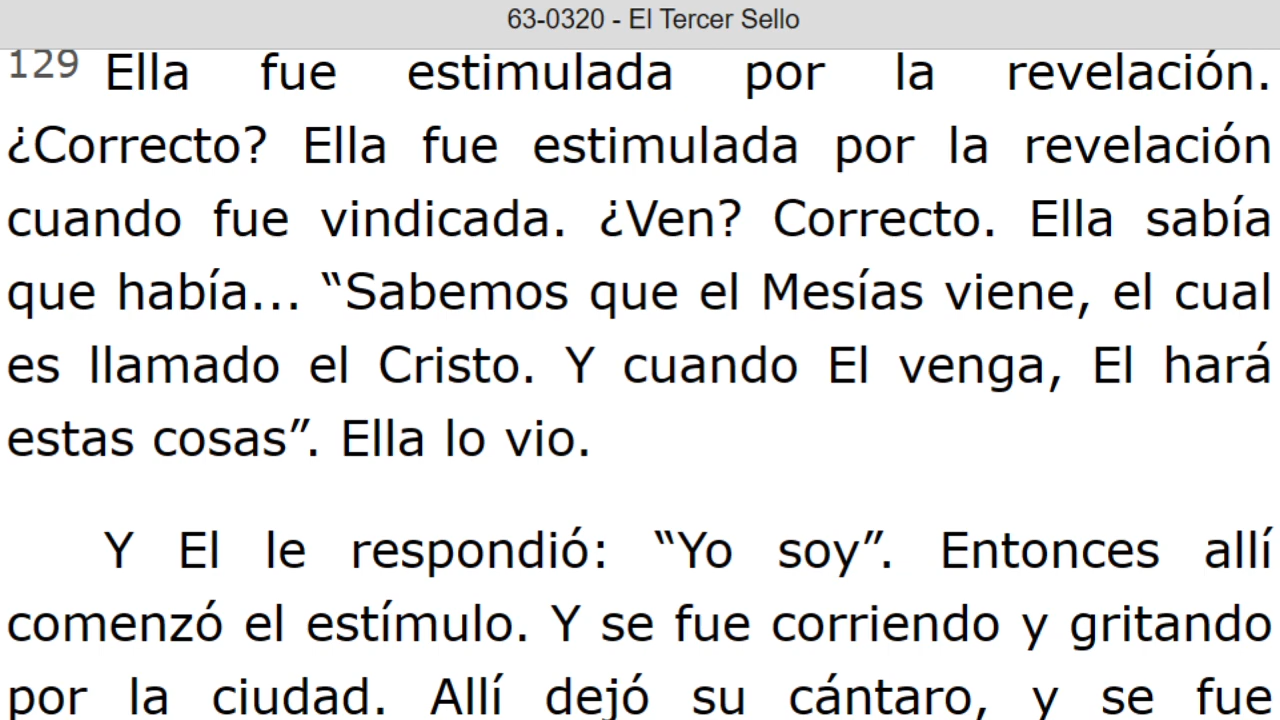 63-0320 - El Tercer Sello
129 Ella fue estimulada por la revelación.
¿Correcto? Ella fue estimulada por la revelación
cuando fue vindicada. ¿Ven? Correcto. Ella sabía
que había… “Sabemos que el Mesías viene, el cual
es llamado el Cristo. Y cuando El venga, El hará
estas cosas”. Ella lo vio.
Y El le respondió: “Yo soy”. Entonces allí
comenzó el estímulo. Y se fue corriendo y gritando
por la ciudad. Allí dejó su cántaro, y se fue